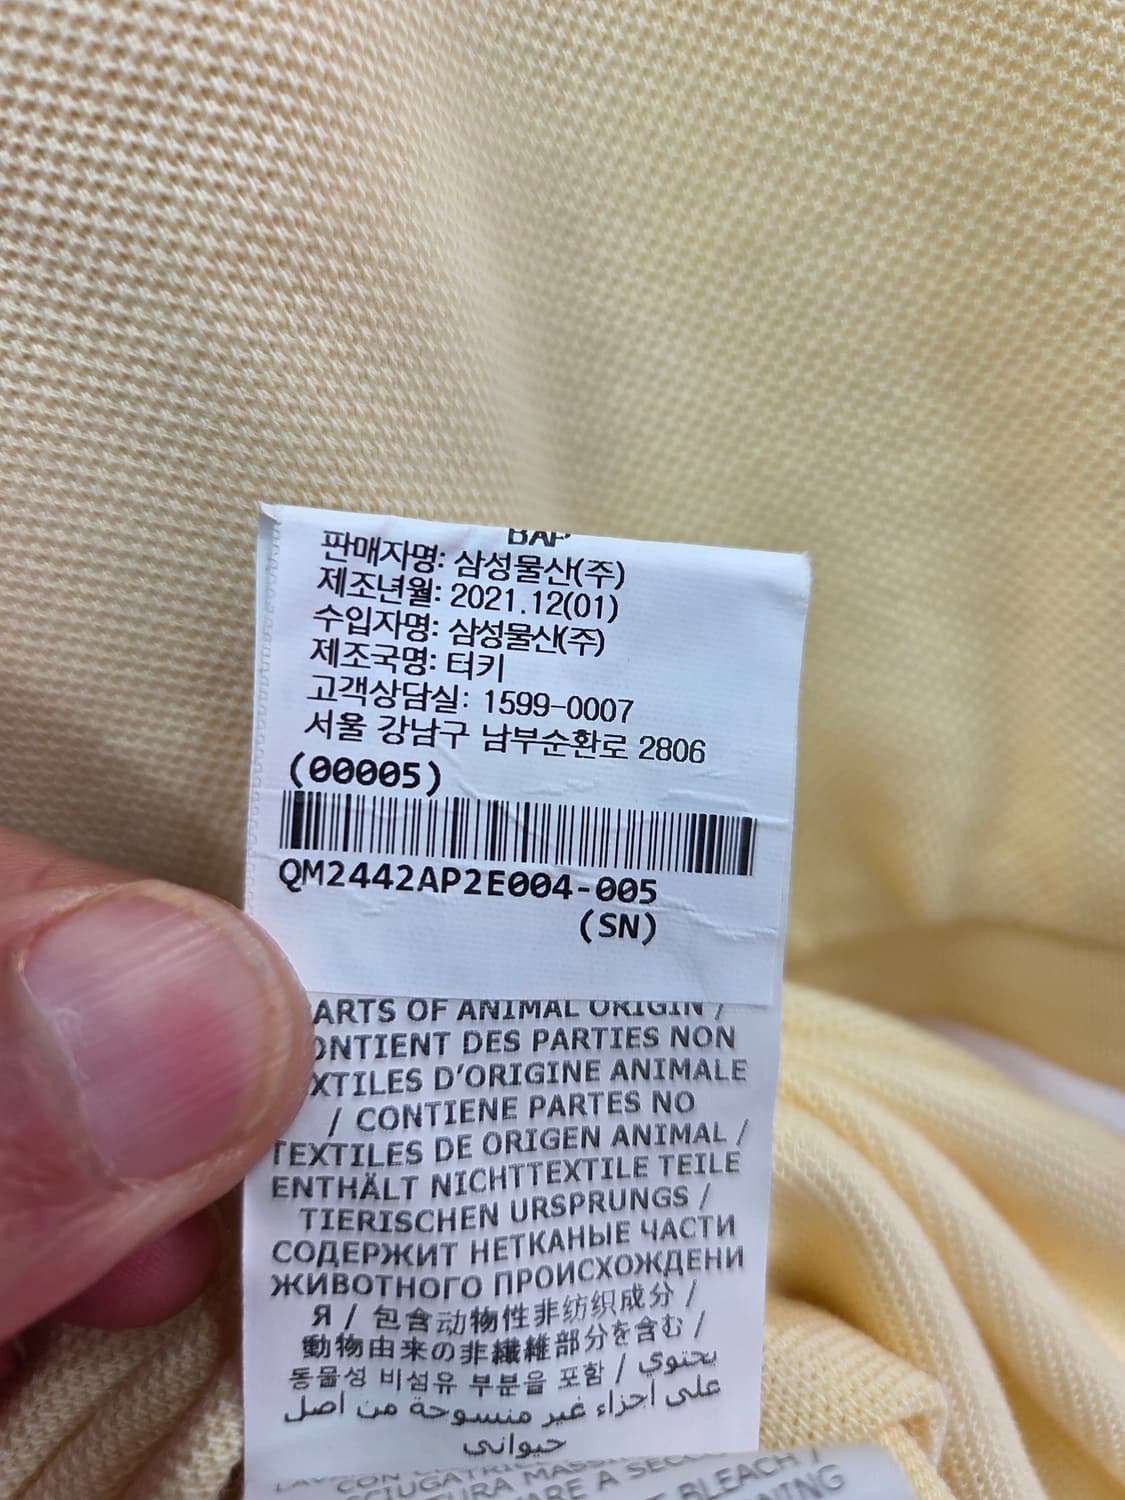 BAP
판매자명: 삼성물산(주)
제조년월: 2021.12(01)
수입자명: 삼성물산(주)
제조국명: 터키
고객상담실: 1599-0007
서울 강남구 남부순환로 2806
(00005)
QM2442AP2E004-005
(SN)
ARTS OF ANIMAL ORIGIN /
ONTIENT DES PARTIES NON
XTILES D'ORIGINE ANIMALE
/ CONTIENE PARTES NO
TEXTILES DE ORIGEN ANIMAL /
ENTHÄLT NICHTTEXTILE TEILE
TIERISCHEN URSPRUNGS /
СОДЕРЖИТ НЕТКАНЫЕ ЧАСТИ
ЖИВОТНОГО ПРОИСХОЖДЕНИ
Я / 包含动物性非纺织成分 /
動物由来の非繊維部分を含む /
동물성 비섬유 부분을 포함 / يحتوي
على أجزاء غير منسوجة من أصل
حيواني
BLEACH /